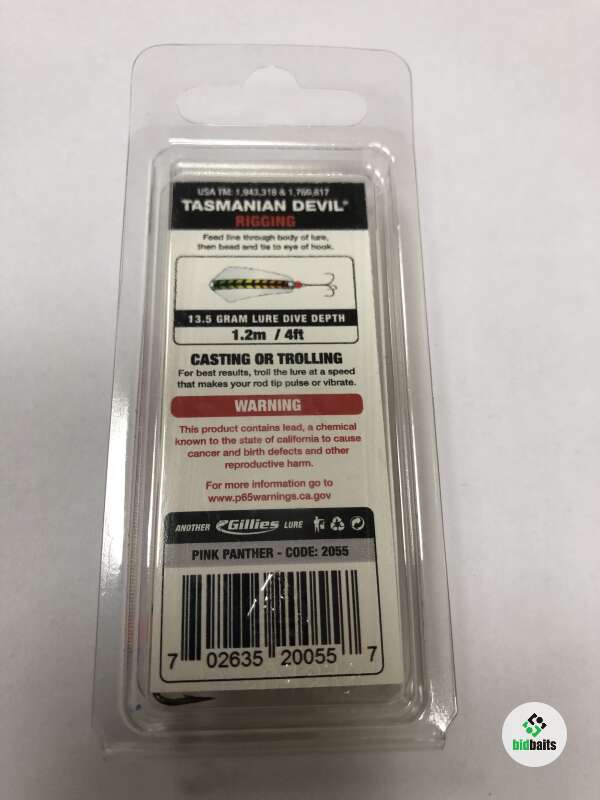 USA TM: 1,943,318 & 1,769,817
TASMANIAN DEVIL®
RIGGING
Feed line through body of lure,
then bead and tie to eye of hook.
13.5 GRAM LURE DIVE DEPTH
1.2m / 4ft
CASTING OR TROLLING
For best results, troll the lure at a speed
that makes your rod tip pulse or vibrate.
WARNING
This product contains lead, a chemical
known to the state of california to cause
cancer and birth defects and other
reproductive harm.
For more information go to
www.p65warnings.ca.gov
ANOTHER Gillies LURE
PINK PANTHER - CODE: 2055
7 02635 20055 7
bidbaits